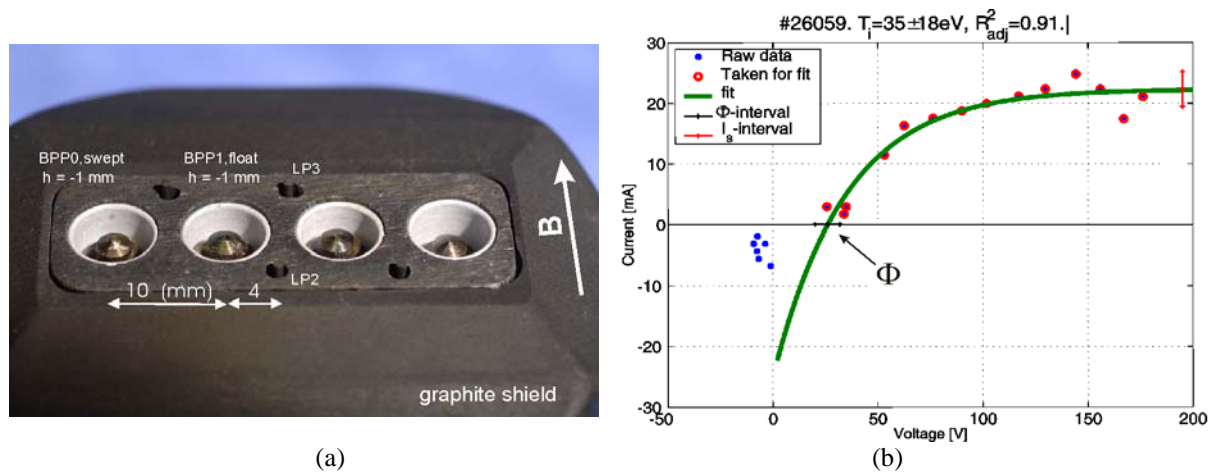 BPP0,swept
h = -1 mm
BPP1,float
h = -1 mm
LP3
B
LP2
10 (mm)
4
graphite shield
(a)
#26059. T_i=35±18eV, R²_adj=0.91.|
30
20
10
0
-10
-20
-30
Current [mA]
Raw data
Taken for fit
fit
Φ-interval
I_s-interval
Φ
-50
0
50
100
150
200
Voltage [V]
(b)